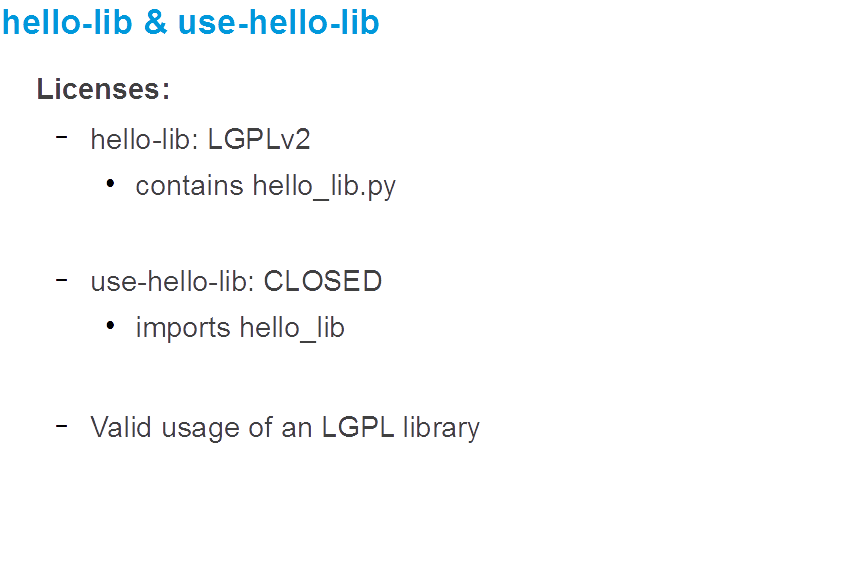 hello-lib & use-hello-lib
Licenses:
– hello-lib: LGPLv2
• contains hello_lib.py
– use-hello-lib: CLOSED
• imports hello_lib
– Valid usage of an LGPL library